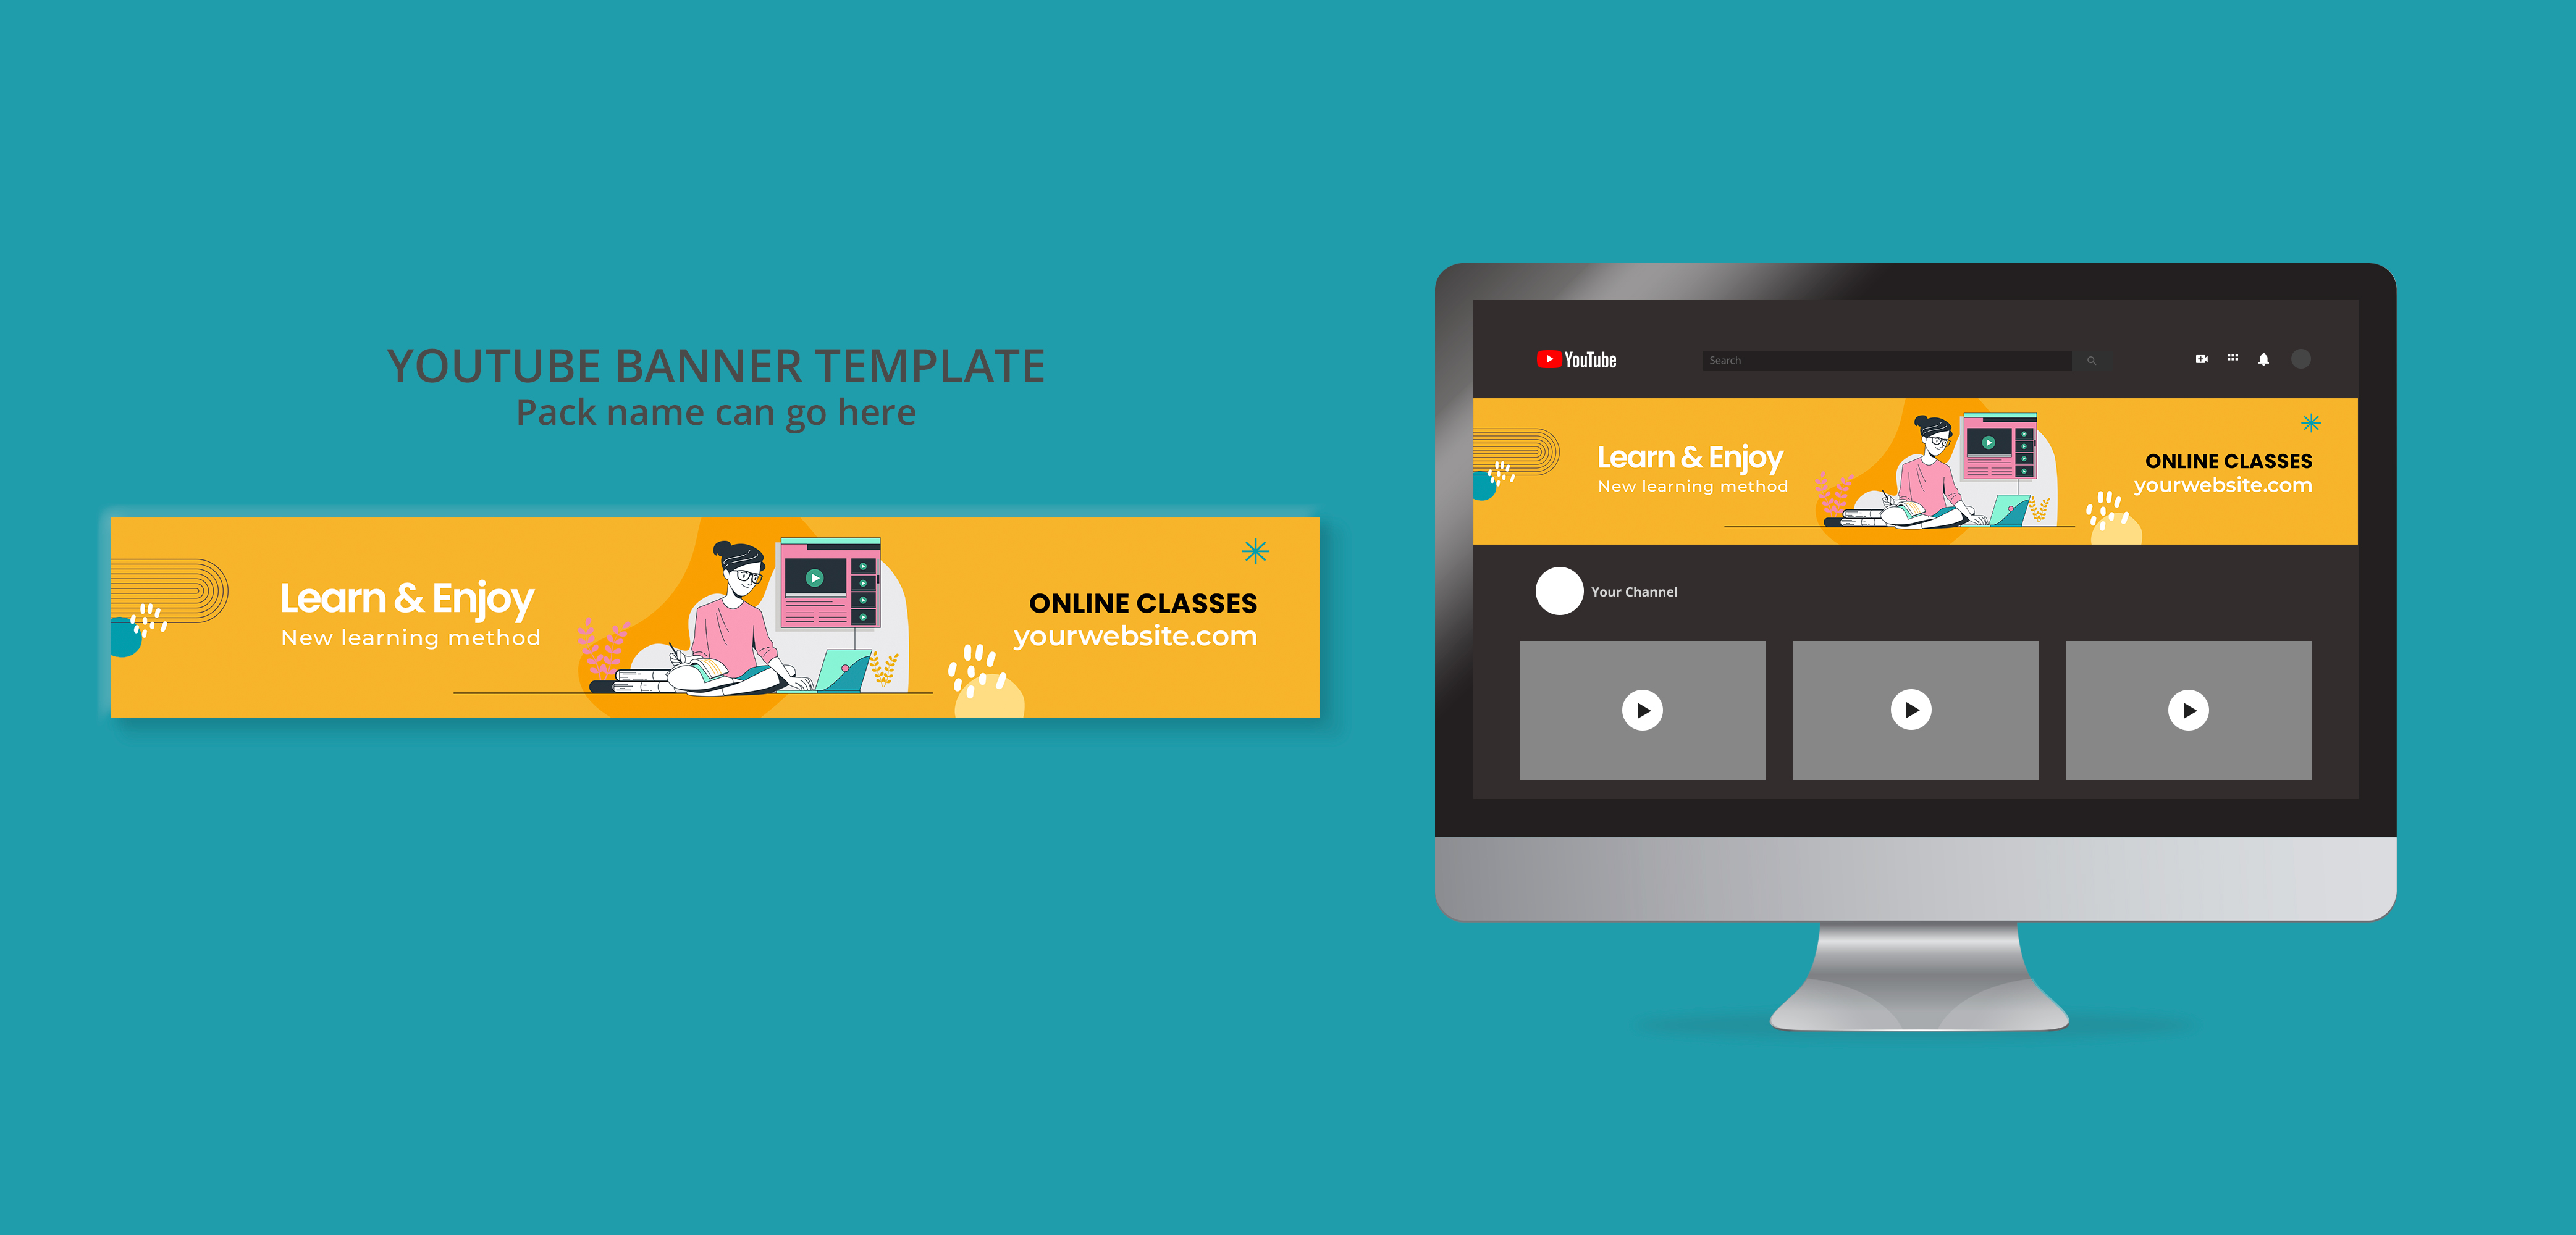 YOUTUBE BANNER TEMPLATE
Pack name can go here
Learn & Enjoy
New learning method
ONLINE CLASSES
yourwebsite.com
YouTube
Search
Learn & Enjoy
New learning method
ONLINE CLASSES
yourwebsite.com
Your Channel